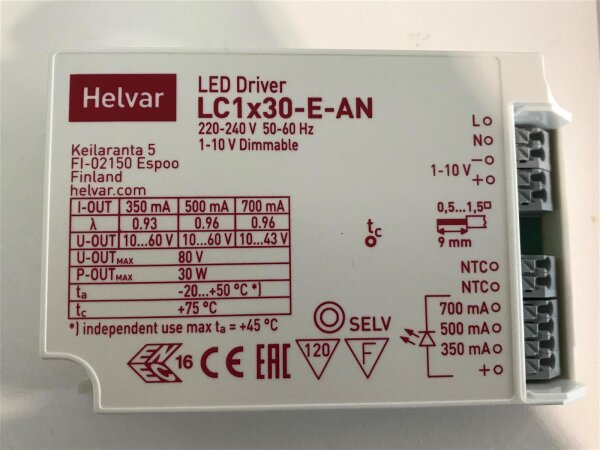 Helvar
LED Driver
LC1x30-E-AN
220-240 V 50-60 Hz
1-10 V Dimmable
Keilaranta 5
FI-02150 Espoo
Finland
helvar.com
I-OUT 350 mA 500 mA 700 mA
λ 0.93 0.96 0.96
U-OUT 10...60 V 10...60 V 10...43 V
U-OUTMAX 80 V
P-OUTMAX 30 W
ta -20...+50 ºC *)
tc +75 ºC
*) independent use max ta = +45 ºC
tc
SELV
ENEC 16 CE EAC 120 F
L
N
−
1-10 V
+
0,5...1,5
9 mm
NTC
NTC
700 mA
500 mA
350 mA
+